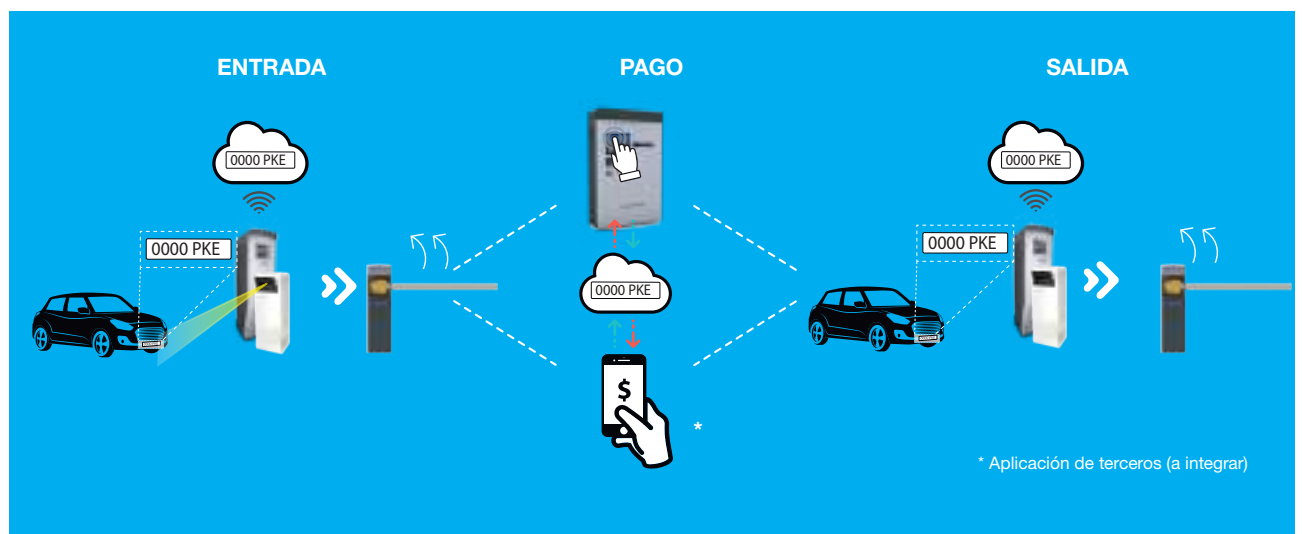 ENTRADA
PAGO
SALIDA
0000 PKE
0000 PKE
0000 PKE
0000 PKE
0000 PKE
$
*
* Aplicación de terceros (a integrar)